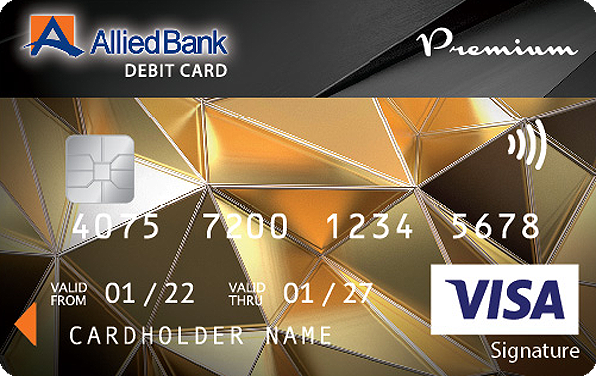 AlliedBank
DEBIT CARD
Premium
4075 7200 1234 5678
VALID FROM 01 / 22 VALID THRU 01 / 27
CARDHOLDER NAME
VISA
Signature